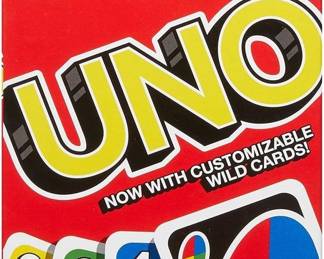 UNO
NOW WITH CUSTOMIZABLE
WILD CARDS!